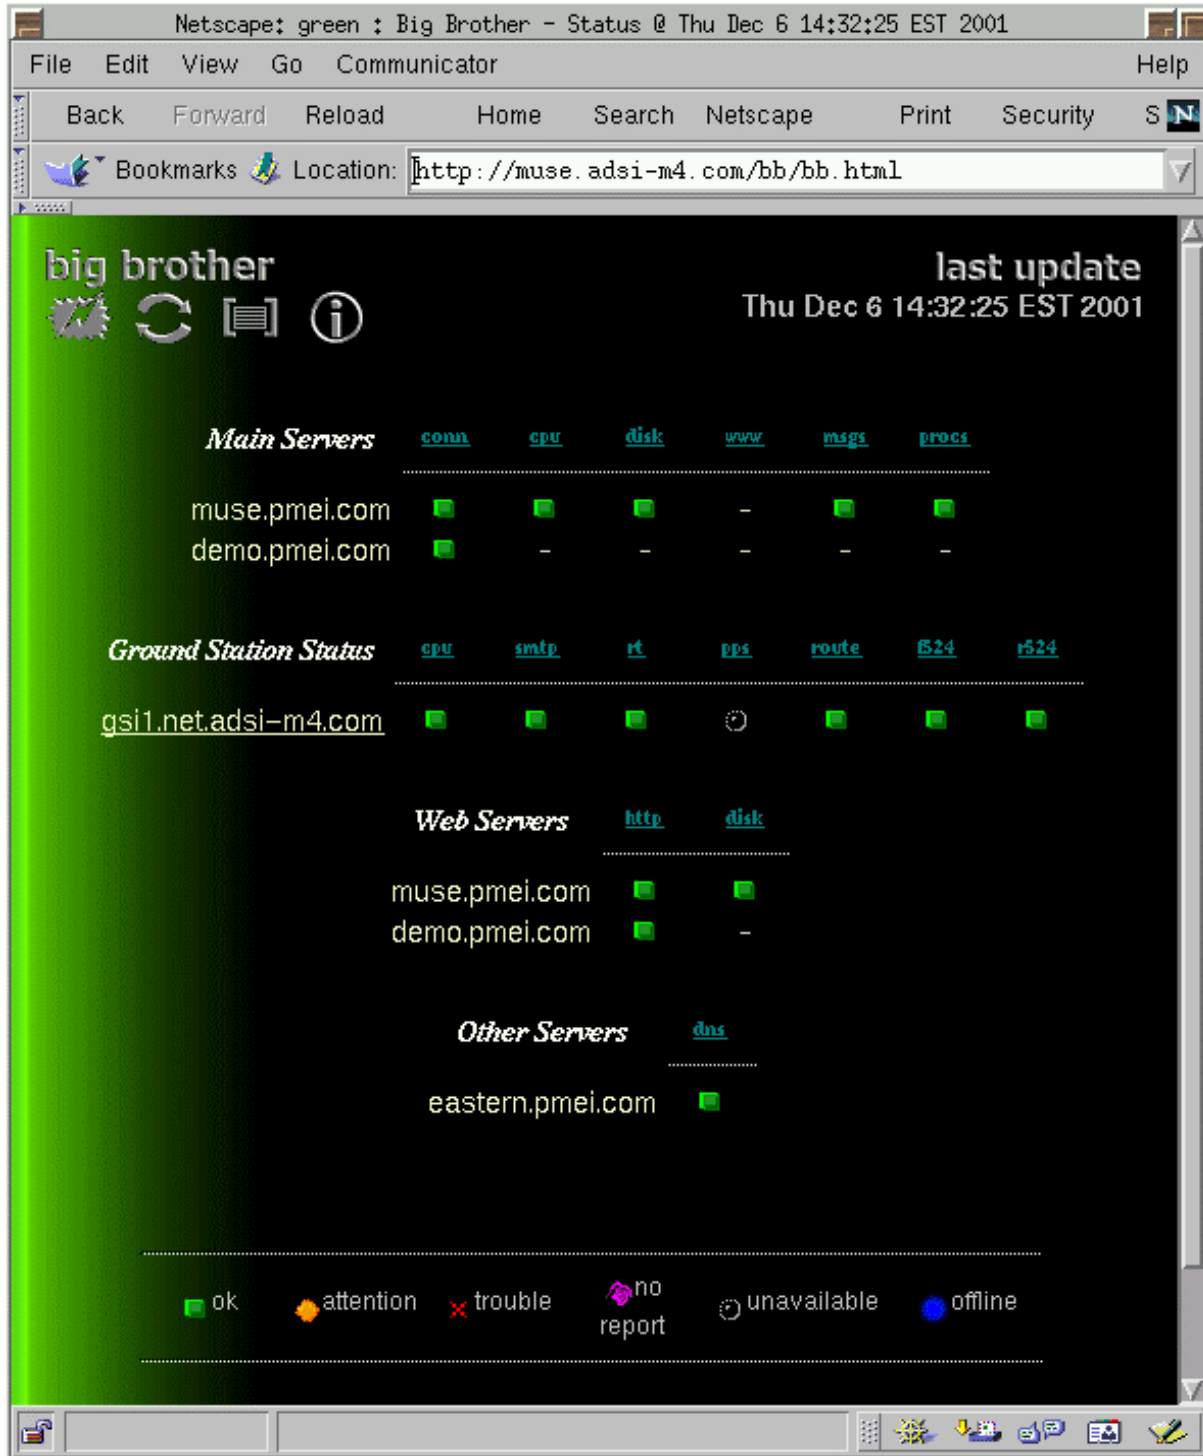 Netscape: green : Big Brother - Status @ Thu Dec 6 14:32:25 EST 2001
File Edit View Go Communicator Help
Back Forward Reload Home Search Netscape Print Security S N
Bookmarks Location: http://muse.adsi-m4.com/bb/bb.html
big brother last update
Thu Dec 6 14:32:25 EST 2001
Main Servers conn cpu disk www msgs procs
muse.pmei.com -
demo.pmei.com - - - - -
Ground Station Status cpu smtp rt pps route f524 r524
gsi1.net.adsi-m4.com
Web Servers http disk
muse.pmei.com
demo.pmei.com -
Other Servers dns
eastern.pmei.com
ok attention trouble no report unavailable offline